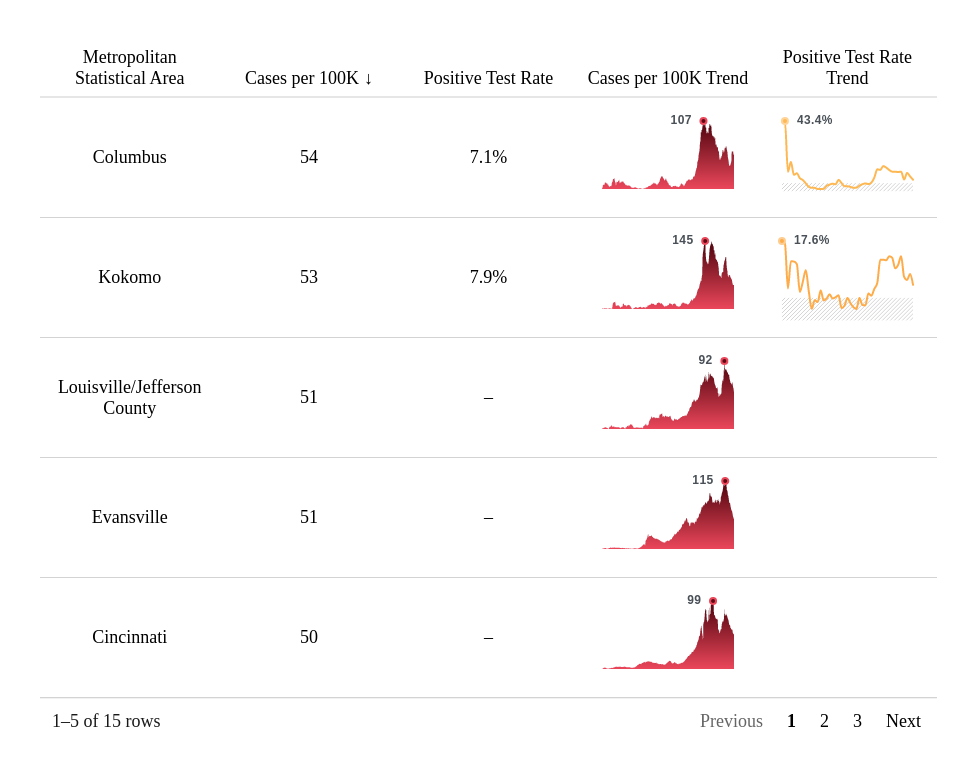 Metropolitan
Statistical Area
Cases per 100K ↓
Positive Test Rate
Cases per 100K Trend
Positive Test Rate
Trend
Columbus
54
7.1%
107
43.4%
Kokomo
53
7.9%
145
17.6%
Louisville/Jefferson
County
51
–
92
Evansville
51
–
115
Cincinnati
50
–
99
1–5 of 15 rows
Previous 1 2 3 Next